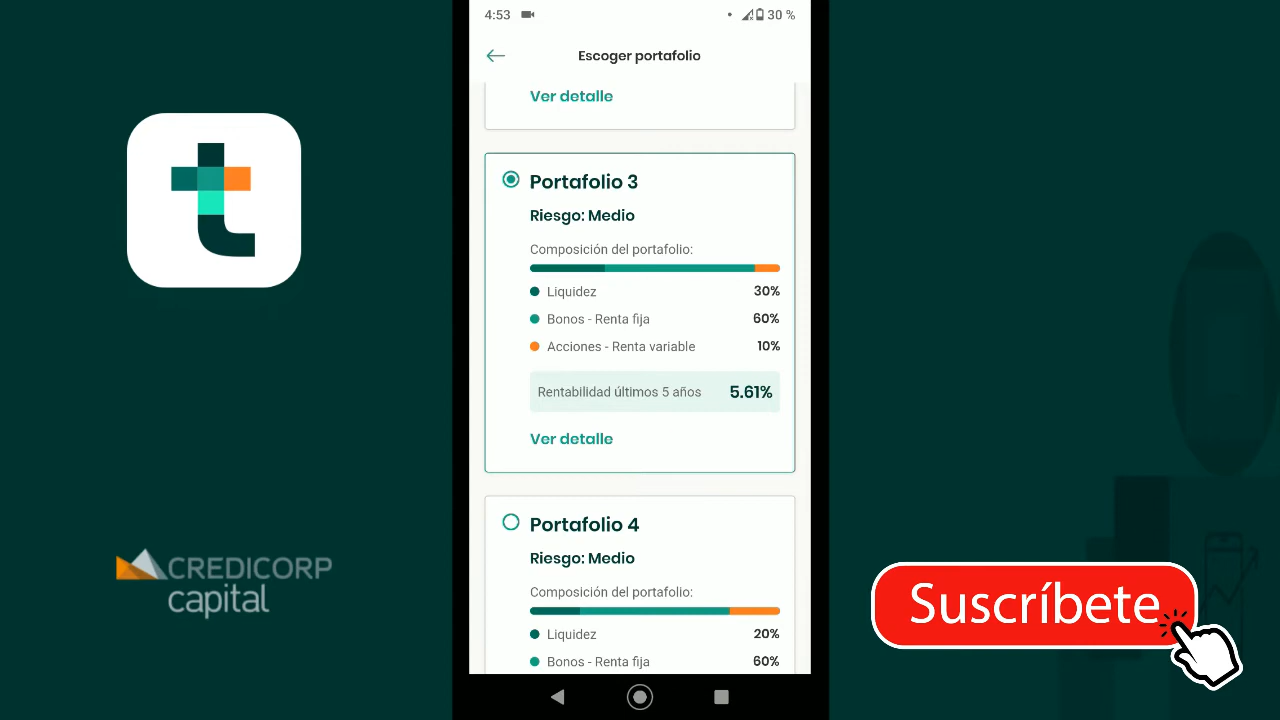 4:53
30 %
Escoger portafolio
Ver detalle
Portafolio 3
Riesgo: Medio
Composición del portafolio:
Liquidez 30%
Bonos - Renta fija 60%
Acciones - Renta variable 10%
Rentabilidad últimos 5 años 5.61%
Ver detalle
Portafolio 4
Riesgo: Medio
Composición del portafolio:
Liquidez 20%
Bonos - Renta fija 60%
t
CREDICORP
capital
Suscríbete